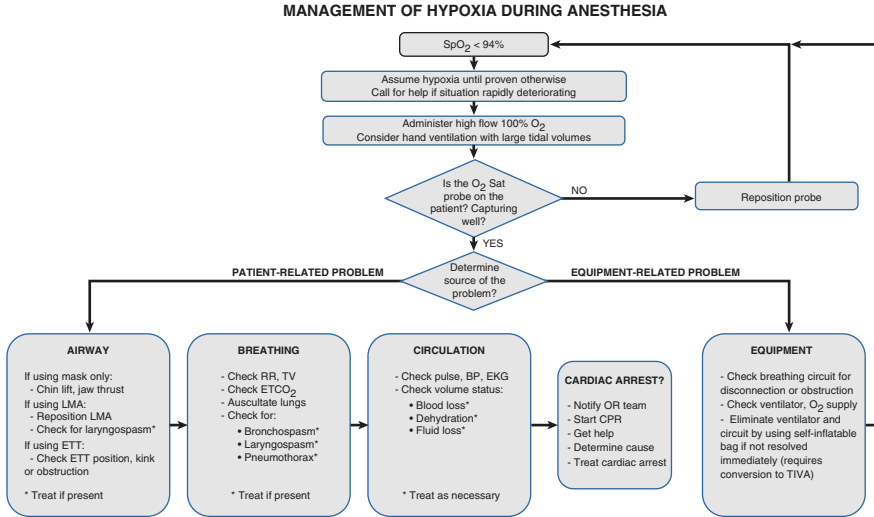 MANAGEMENT OF HYPOXIA DURING ANESTHESIA
SpO2 < 94%
Assume hypoxia until proven otherwise
Call for help if situation rapidly deteriorating
Administer high flow 100% O2
Consider hand ventilation with large tidal volumes
Is the O2 Sat
probe on the
patient? Capturing
well?
NO
Reposition probe
YES
PATIENT-RELATED PROBLEM
Determine
source of the
problem?
EQUIPMENT-RELATED PROBLEM
AIRWAY
If using mask only:
- Chin lift, jaw thrust
If using LMA:
- Reposition LMA
- Check for laryngospasm*
If using ETT:
- Check ETT position, kink
or obstruction
* Treat if present
BREATHING
- Check RR, TV
- Check ETCO2
- Auscultate lungs
- Check for:
• Bronchospasm*
• Laryngospasm*
• Pneumothorax*
* Treat if present
CIRCULATION
- Check pulse, BP, EKG
- Check volume status:
• Blood loss*
• Dehydration*
• Fluid loss*
* Treat as necessary
CARDIAC ARREST?
- Notify OR team
- Start CPR
- Get help
- Determine cause
- Treat cardiac arrest
EQUIPMENT
- Check breathing circuit for
disconnection or obstruction
- Check ventilator, O2 supply
- Eliminate ventilator and
circuit by using self-inflatable
bag if not resolved
immediately (requires
conversion to TIVA)